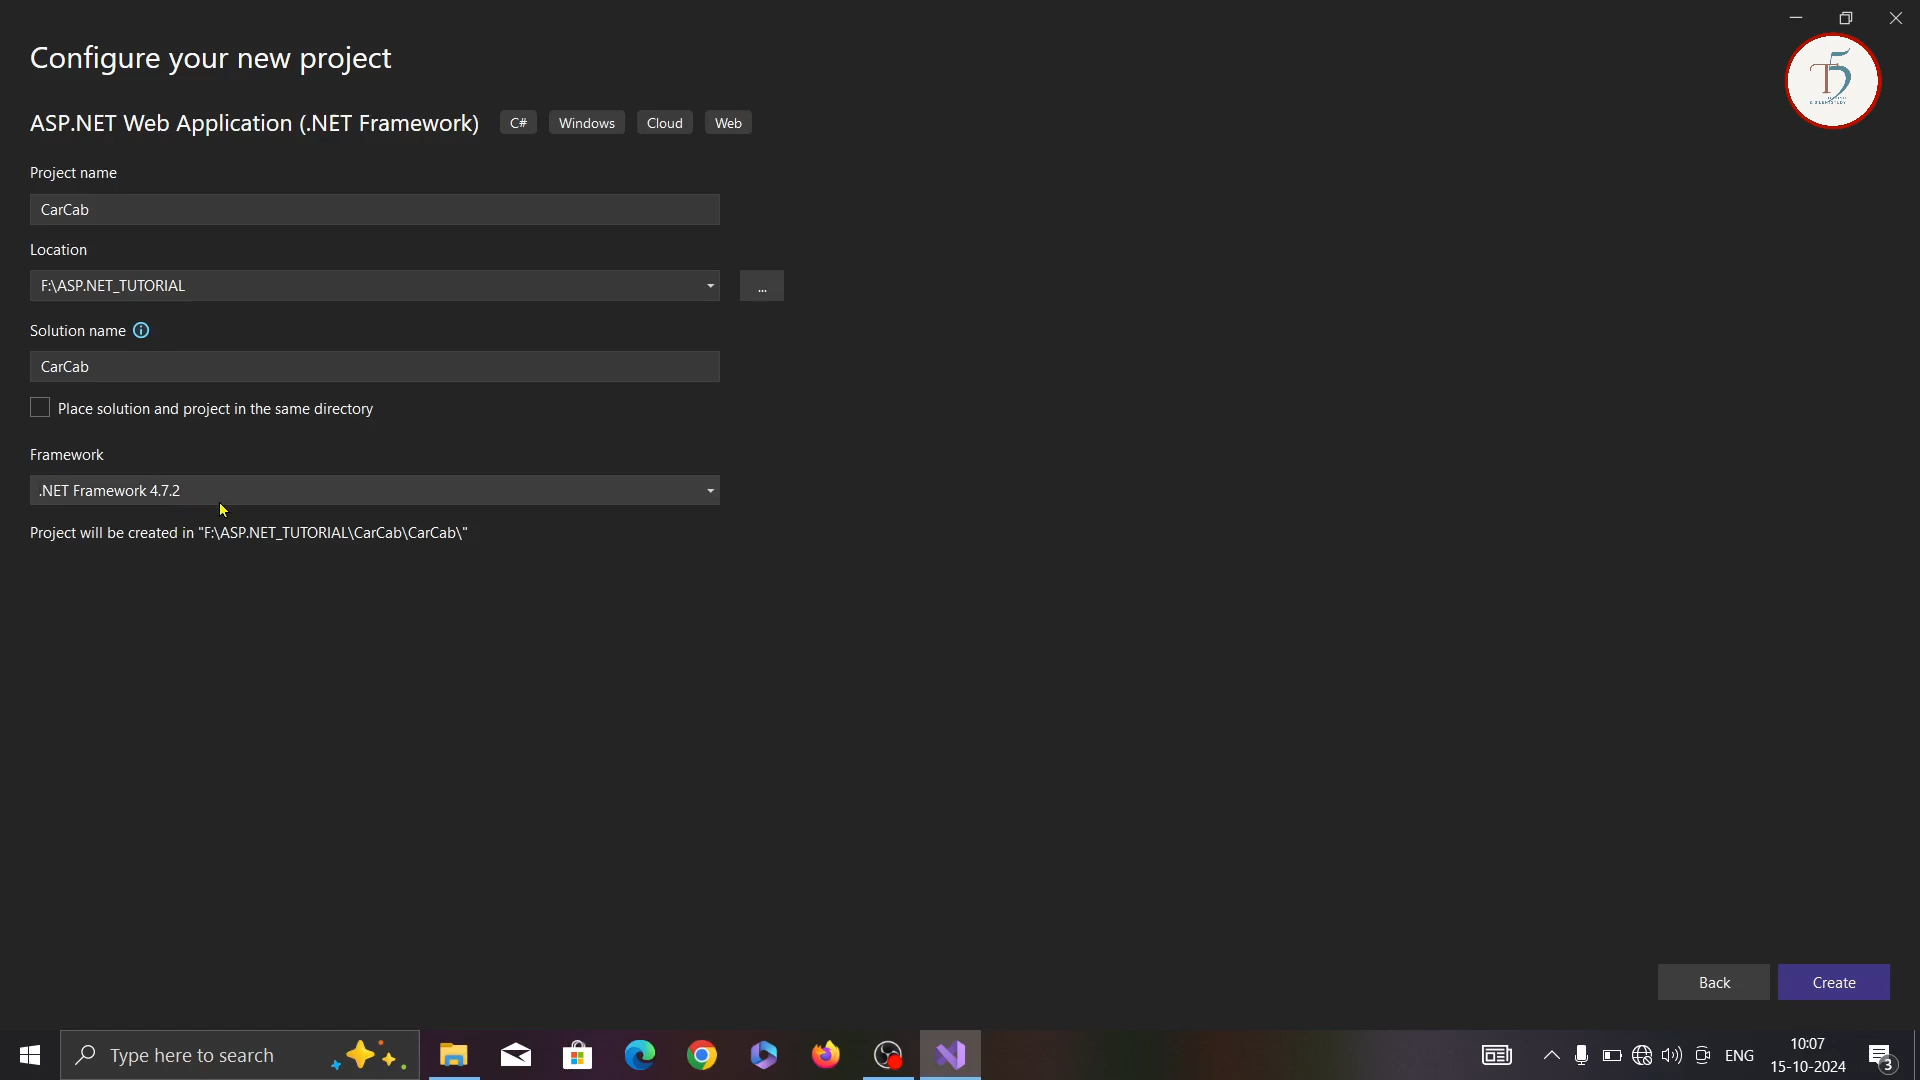 Configure your new project
ASP.NET Web Application (.NET Framework) C# Windows Cloud Web
Project name
CarCab
Location
F:\ASP.NET_TUTORIAL
...
Solution name
CarCab
Place solution and project in the same directory
Framework
.NET Framework 4.7.2
Project will be created in "F:\ASP.NET_TUTORIAL\CarCab\CarCab\"
Back Create
Type here to search
ENG
10:07
15-10-2024
3
T5